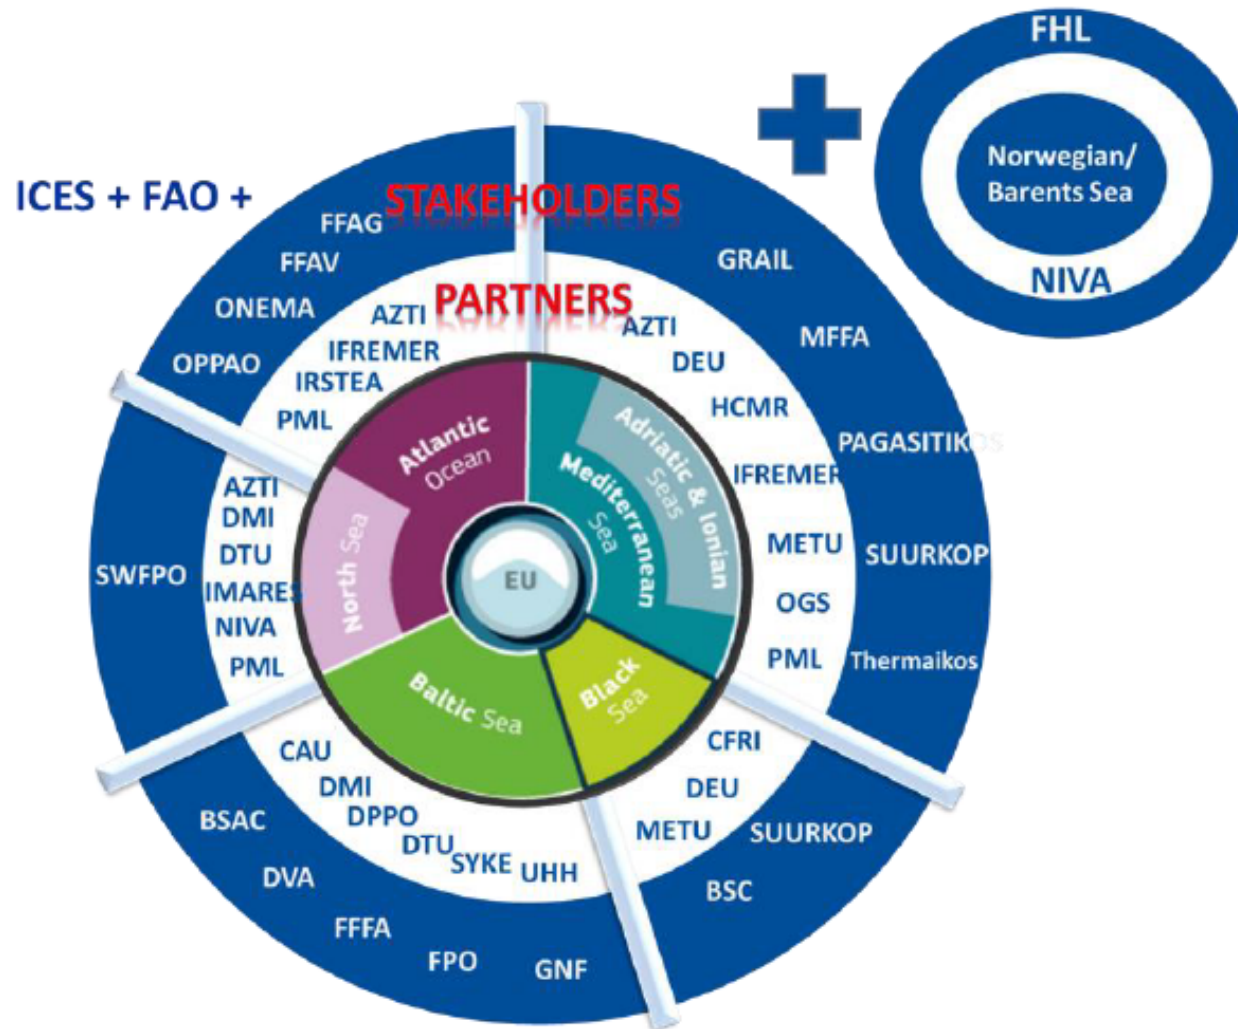 FHL
Norwegian/
Barents Sea
NIVA
ICES + FAO +
STAKEHOLDERS
FFAG
FFAV
ONEMA
OPPAO
GRAIL
MFFA
PAGASITIKOS
SUURKOP
Thermaikos
SWFPO
SUURKOP
BSC
BSAC
DVA
FFFA
FPO
GNF
PARTNERS
AZTI
IFREMER
IRSTEA
PML
AZTI
DEU
HCMR
IFREMER
METU
OGS
PML
AZTI
DMI
DTU
IMARES
NIVA
PML
CAU
DMI
DPPO
DTU
SYKE
UHH
CFRI
DEU
METU
Atlantic
Ocean
Adriatic & Ionian
Seas
Mediterranean
Sea
North Sea
EU
Baltic Sea
Black
Sea